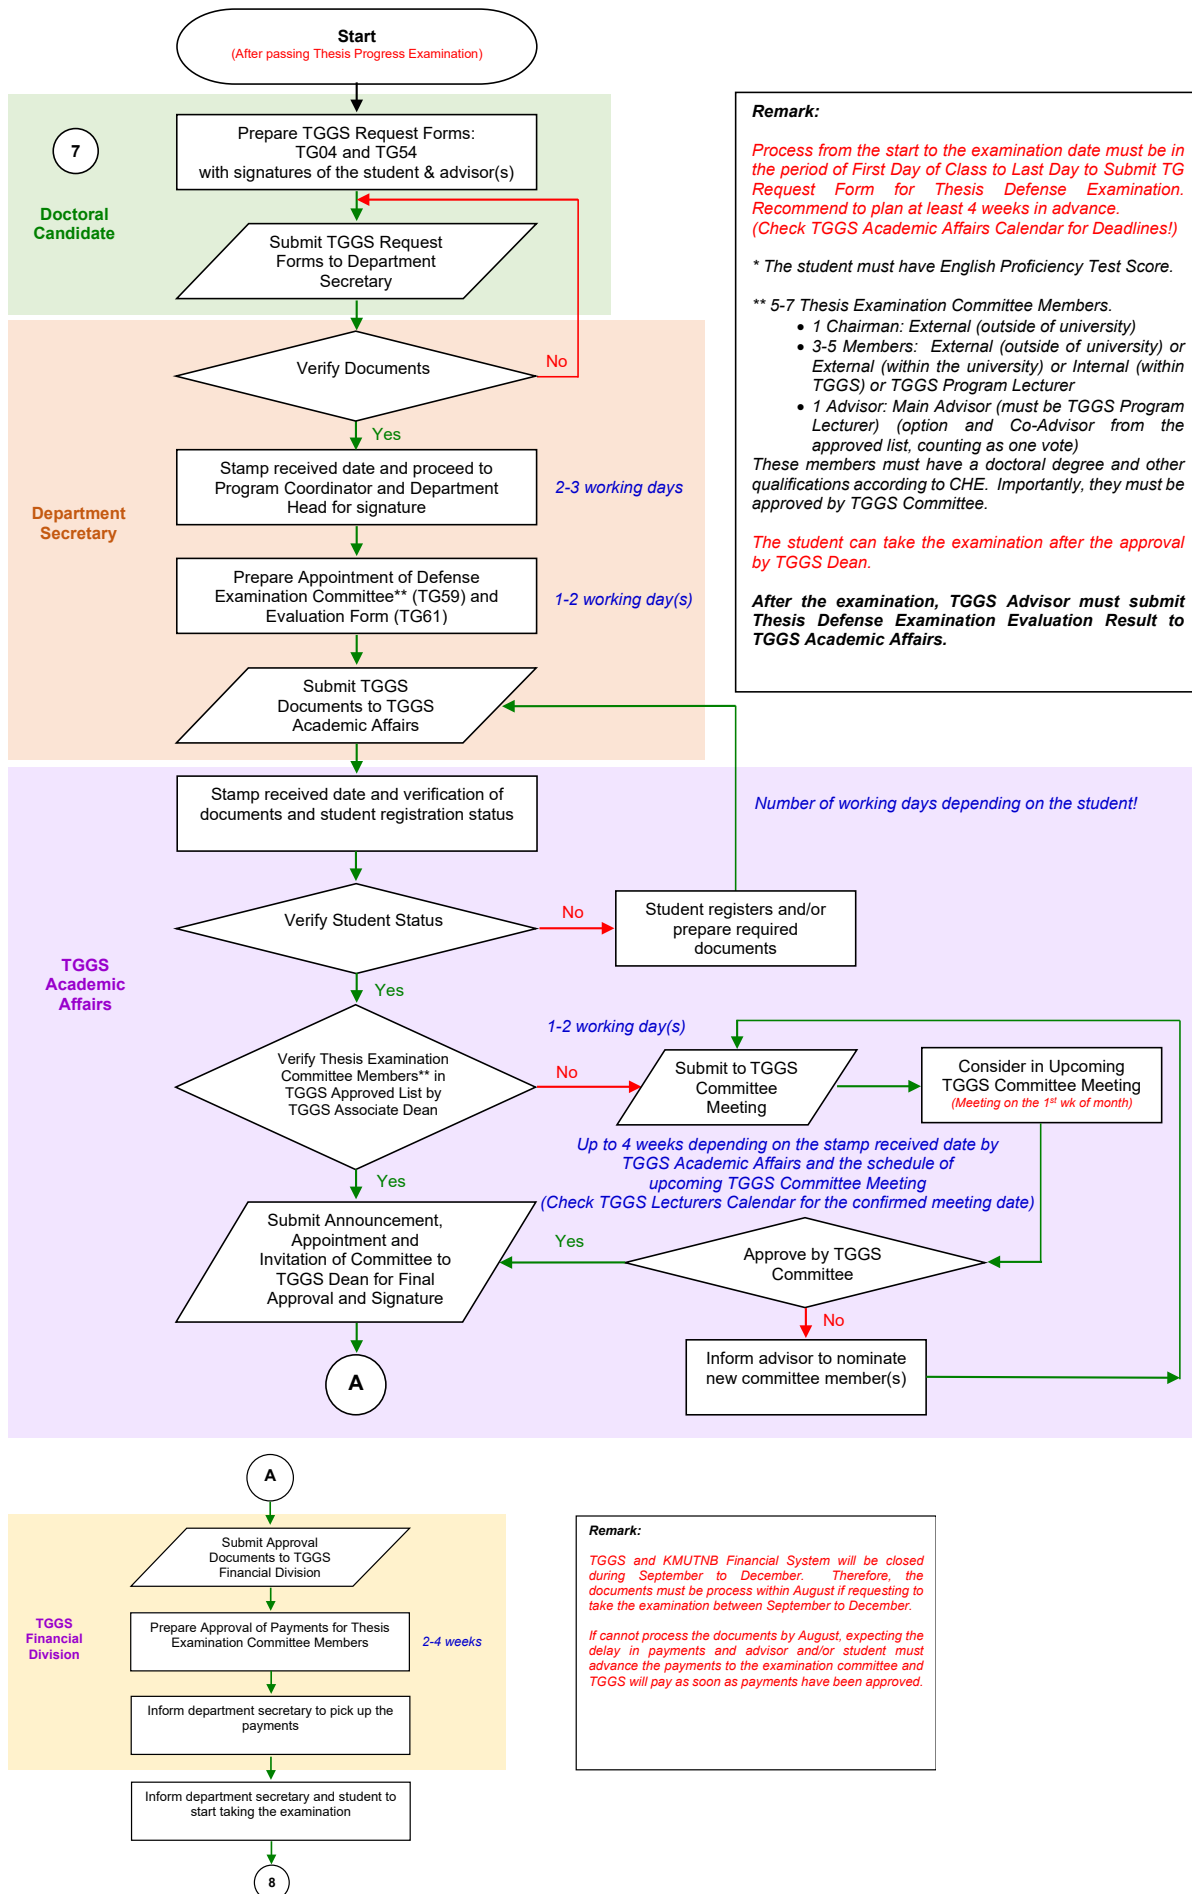 Start
(After passing Thesis Progress Examination)
7
Doctoral
Candidate
Prepare TGGS Request Forms:
TG04 and TG54
with signatures of the student & advisor(s)
Submit TGGS Request
Forms to Department
Secretary
Verify Documents
No
Yes
Department
Secretary
Stamp received date and proceed to
Program Coordinator and Department
Head for signature
2-3 working days
Prepare Appointment of Defense
Examination Committee** (TG59) and
Evaluation Form (TG61)
1-2 working day(s)
Submit TGGS
Documents to TGGS
Academic Affairs
Remark:
Process from the start to the examination date must be in
the period of First Day of Class to Last Day to Submit TG
Request Form for Thesis Defense Examination.
Recommend to plan at least 4 weeks in advance.
(Check TGGS Academic Affairs Calendar for Deadlines!)
* The student must have English Proficiency Test Score.
** 5-7 Thesis Examination Committee Members.
• 1 Chairman: External (outside of university)
• 3-5 Members: External (outside of university) or
External (within the university) or Internal (within
TGGS) or TGGS Program Lecturer
• 1 Advisor: Main Advisor (must be TGGS Program
Lecturer) (option and Co-Advisor from the
approved list, counting as one vote)
These members must have a doctoral degree and other
qualifications according to CHE. Importantly, they must be
approved by TGGS Committee.
The student can take the examination after the approval
by TGGS Dean.
After the examination, TGGS Advisor must submit
Thesis Defense Examination Evaluation Result to
TGGS Academic Affairs.
Stamp received date and verification of
documents and student registration status
Number of working days depending on the student!
Verify Student Status
No
Student registers and/or
prepare required
documents
TGGS
Academic
Affairs
Yes
Verify Thesis Examination
Committee Members** in
TGGS Approved List by
TGGS Associate Dean
1-2 working day(s)
No
Submit to TGGS
Committee
Meeting
Consider in Upcoming
TGGS Committee Meeting
(Meeting on the 1st wk of month)
Up to 4 weeks depending on the stamp received date by
TGGS Academic Affairs and the schedule of
upcoming TGGS Committee Meeting
(Check TGGS Lecturers Calendar for the confirmed meeting date)
Yes
Submit Announcement,
Appointment and
Invitation of Committee to
TGGS Dean for Final
Approval and Signature
Yes
Approve by TGGS
Committee
No
Inform advisor to nominate
new committee member(s)
A
A
Submit Approval
Documents to TGGS
Financial Division
TGGS
Financial
Division
Prepare Approval of Payments for Thesis
Examination Committee Members
2-4 weeks
Inform department secretary to pick up the
payments
Inform department secretary and student to
start taking the examination
8
Remark:
TGGS and KMUTNB Financial System will be closed
during September to December. Therefore, the
documents must be process within August if requesting to
take the examination between September to December.
If cannot process the documents by August, expecting the
delay in payments and advisor and/or student must
advance the payments to the examination committee and
TGGS will pay as soon as payments have been approved.